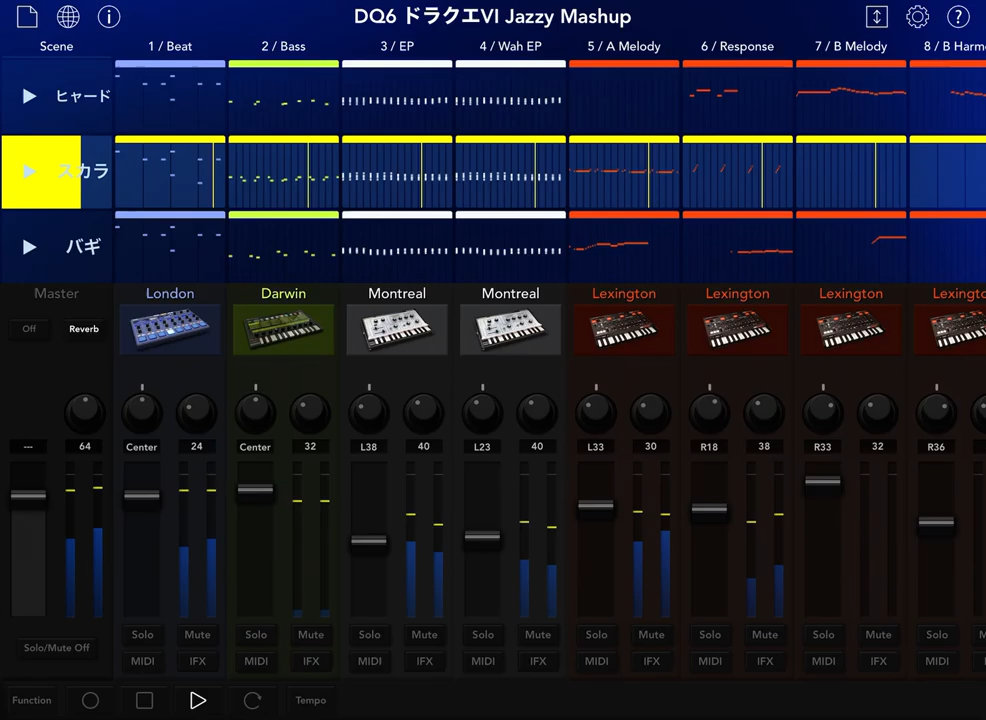 DQ6 ドラクエVI Jazzy Mashup
Scene 1 / Beat 2 / Bass 3 / EP 4 / Wah EP 5 / A Melody 6 / Response 7 / B Melody 8 / B Harm
ヒャード
スカラ
バギ
Master London Darwin Montreal Montreal Lexington Lexington Lexington Lexingto
Off Reverb
--- 64 Center 24 Center 32 L38 40 L23 40 L33 30 R18 38 R33 32 R36
Solo Mute Solo Mute Solo Mute Solo Mute Solo Mute Solo Mute Solo Mute Solo M
Solo/Mute Off
MIDI IFX MIDI IFX MIDI IFX MIDI IFX MIDI IFX MIDI IFX MIDI IFX MIDI
Function Tempo